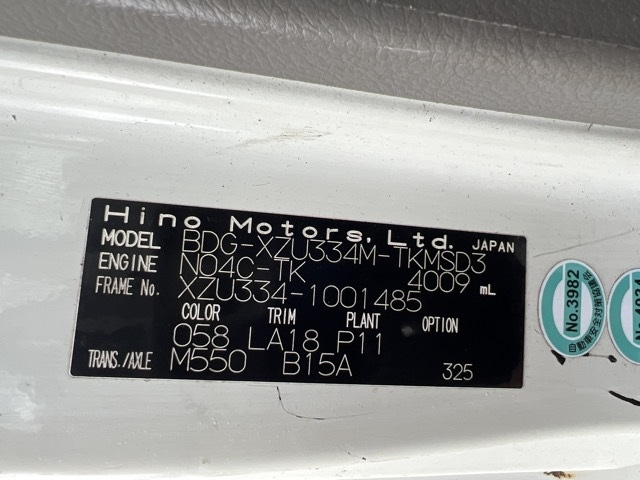 Hino Motors, Ltd. JAPAN
MODEL BDG-XZU334M-TKMSD3
ENGINE N04C-TK 4009 mL
FRAME No. XZU334-1001485
COLOR TRIM PLANT OPTION
058 LA18 P11
TRANS./AXLE M550 B15A 325
No.3982